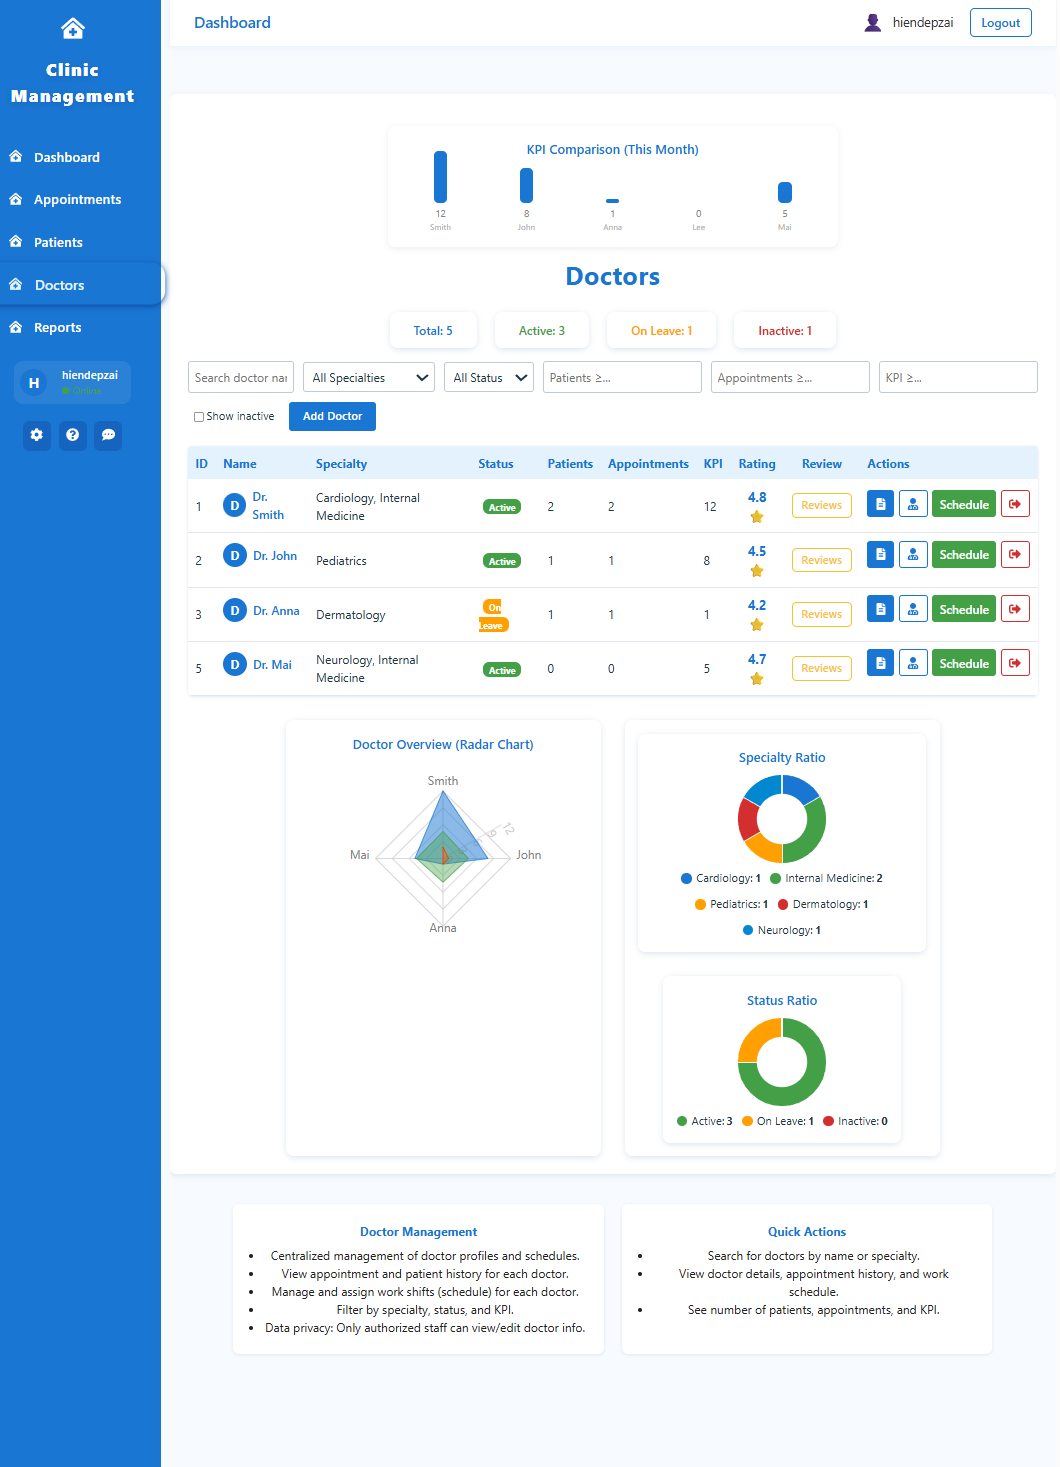 Clinic
Management
Dashboard
Appointments
Patients
Doctors
Reports
H
hiendepzai
Online
Dashboard
hiendepzai
Logout
KPI Comparison (This Month)
12
8
1
0
5
Smith
John
Anna
Lee
Mai
Doctors
Total: 5
Active: 3
On Leave: 1
Inactive: 1
Search doctor nar
All Specialties
All Status
Patients ≥...
Appointments ≥...
KPI ≥...
Show inactive
Add Doctor
ID Name Specialty Status Patients Appointments KPI Rating Review Actions
1 D Dr. Smith Cardiology, Internal Medicine Active 2 2 12 4.8 Reviews Schedule
2 D Dr. John Pediatrics Active 1 1 8 4.5 Reviews Schedule
3 D Dr. Anna Dermatology On Leave 1 1 1 4.2 Reviews Schedule
5 D Dr. Mai Neurology, Internal Medicine Active 0 0 5 4.7 Reviews Schedule
Doctor Overview (Radar Chart)
Smith
12
9
Mai
John
Anna
Specialty Ratio
Cardiology: 1 Internal Medicine: 2
Pediatrics: 1 Dermatology: 1
Neurology: 1
Status Ratio
Active: 3 On Leave: 1 Inactive: 0
Doctor Management
• Centralized management of doctor profiles and schedules.
• View appointment and patient history for each doctor.
• Manage and assign work shifts (schedule) for each doctor.
• Filter by specialty, status, and KPI.
• Data privacy: Only authorized staff can view/edit doctor info.
Quick Actions
• Search for doctors by name or specialty.
• View doctor details, appointment history, and work
schedule.
• See number of patients, appointments, and KPI.